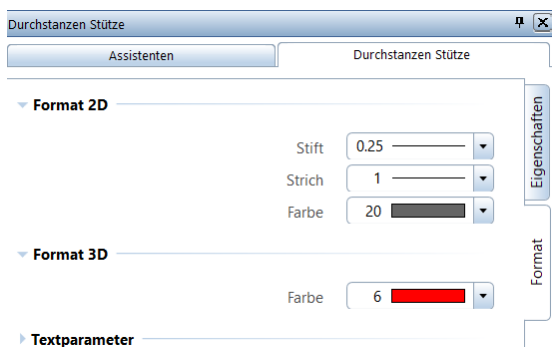 Durchstanzen Stütze
Assistenten
Durchstanzen Stütze
Format 2D
Stift 0.25
Strich 1
Farbe 20
Format 3D
Farbe 6
Textparameter
Eigenschaften
Format